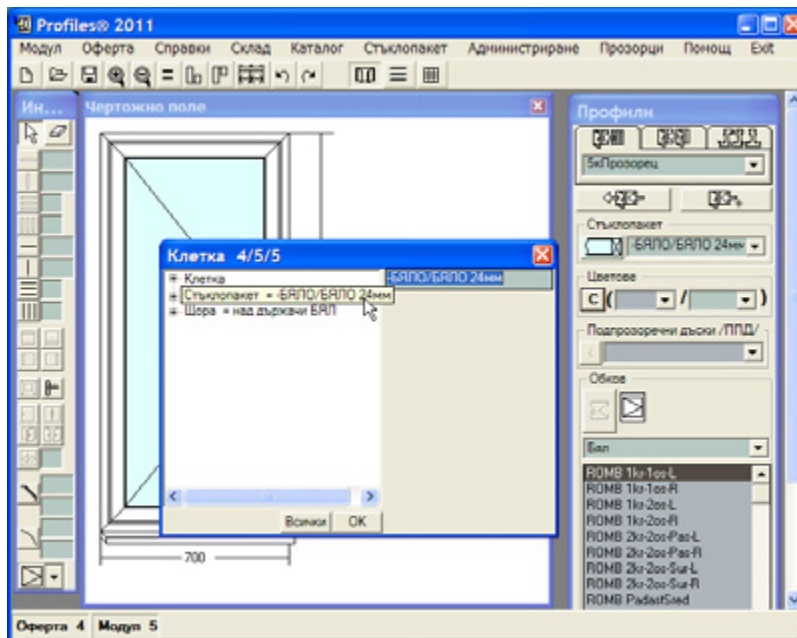 Profiles® 2011
Модул Оферта Справки Склад Каталог Стъклопакет Администриране Прозорци Помощ Exit
Ин...
Чертожно поле
Профили
5кПрозорец
Стъклопакет
-БЯЛО/БЯЛО 24мм
Цветове
C ( / )
Подпрозоречни дъски /ППД/
Обков
Бял
ROMB 1kr-1os-L
ROMB 1kr-1os-R
ROMB 1kr-2os-L
ROMB 1kr-2os-R
ROMB 2kr-2os-Pas-L
ROMB 2kr-2os-Pas-R
ROMB 2kr-2os-Sur-L
ROMB 2kr-2os-Sur-R
ROMB PadastSred
Клетка 4/5/5
Клетка
-БЯЛО/БЯЛО 24мм
Стъклопакет = -БЯЛО/БЯЛО 24мм
Щора = над държачи БЯЛ
Всички OK
700
Оферта 4 Модул 5